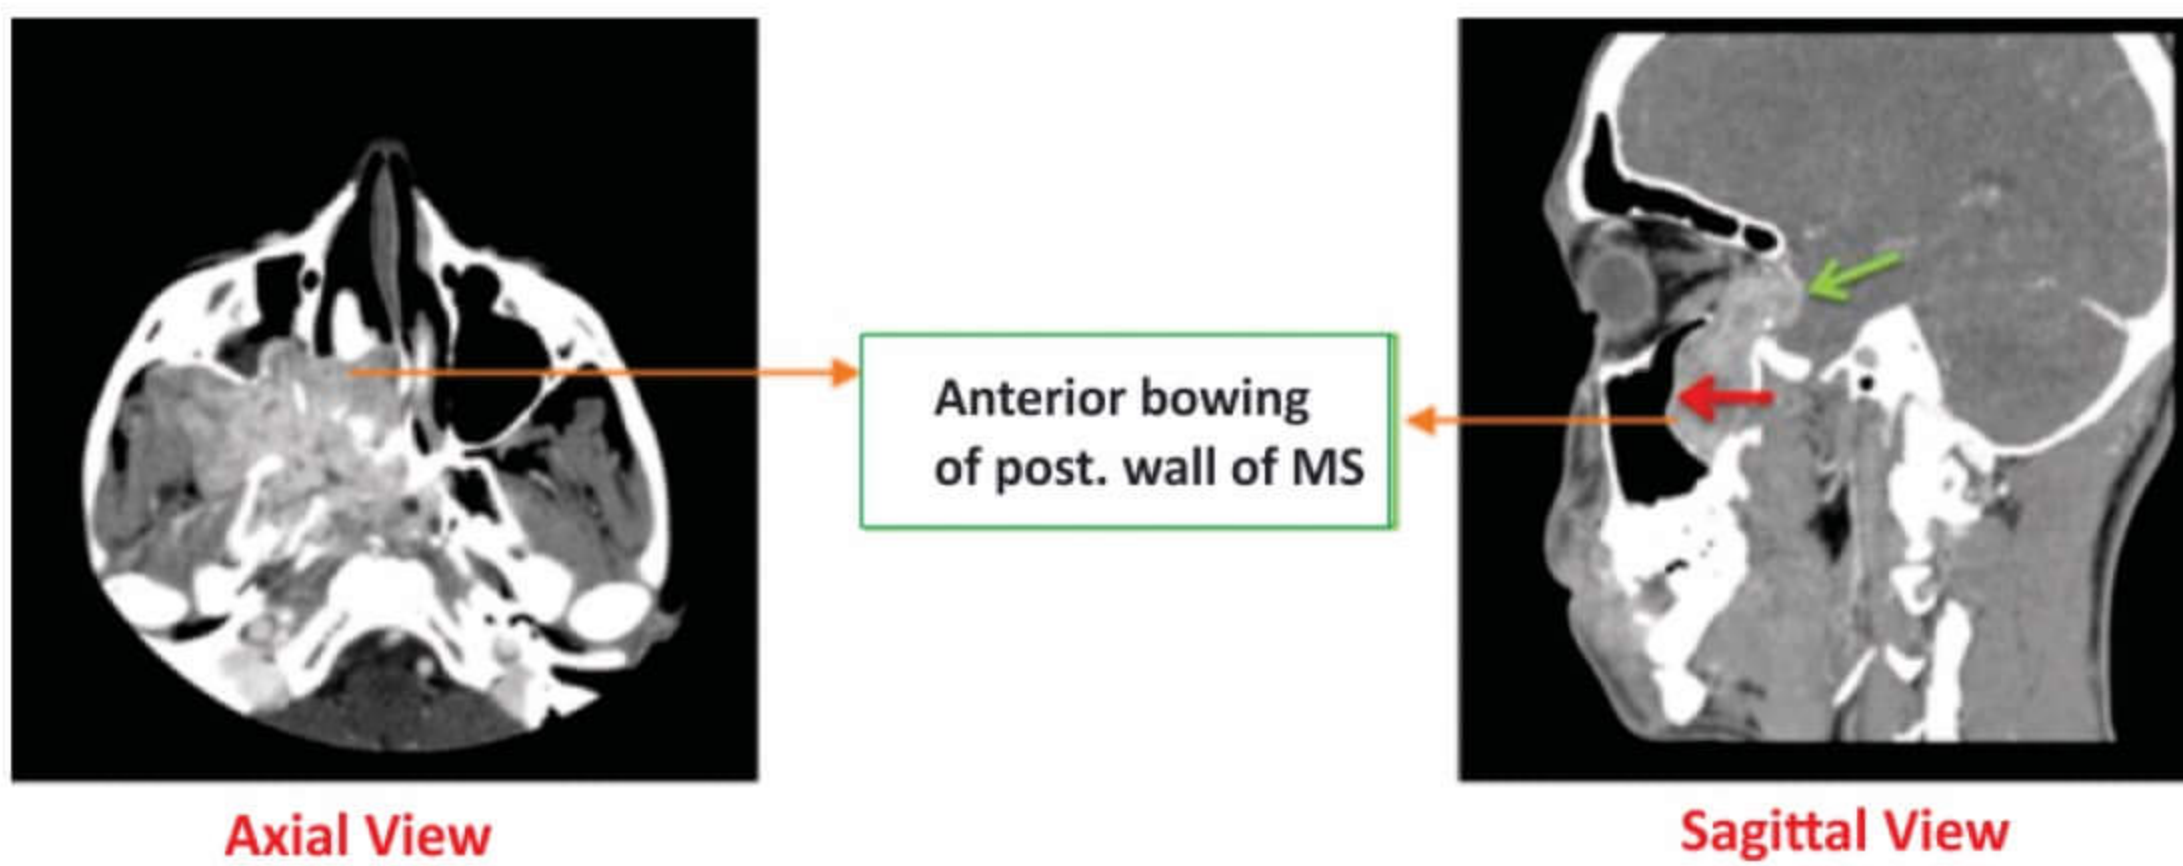 Anterior bowing
of post. wall of MS
Axial View
Sagittal View